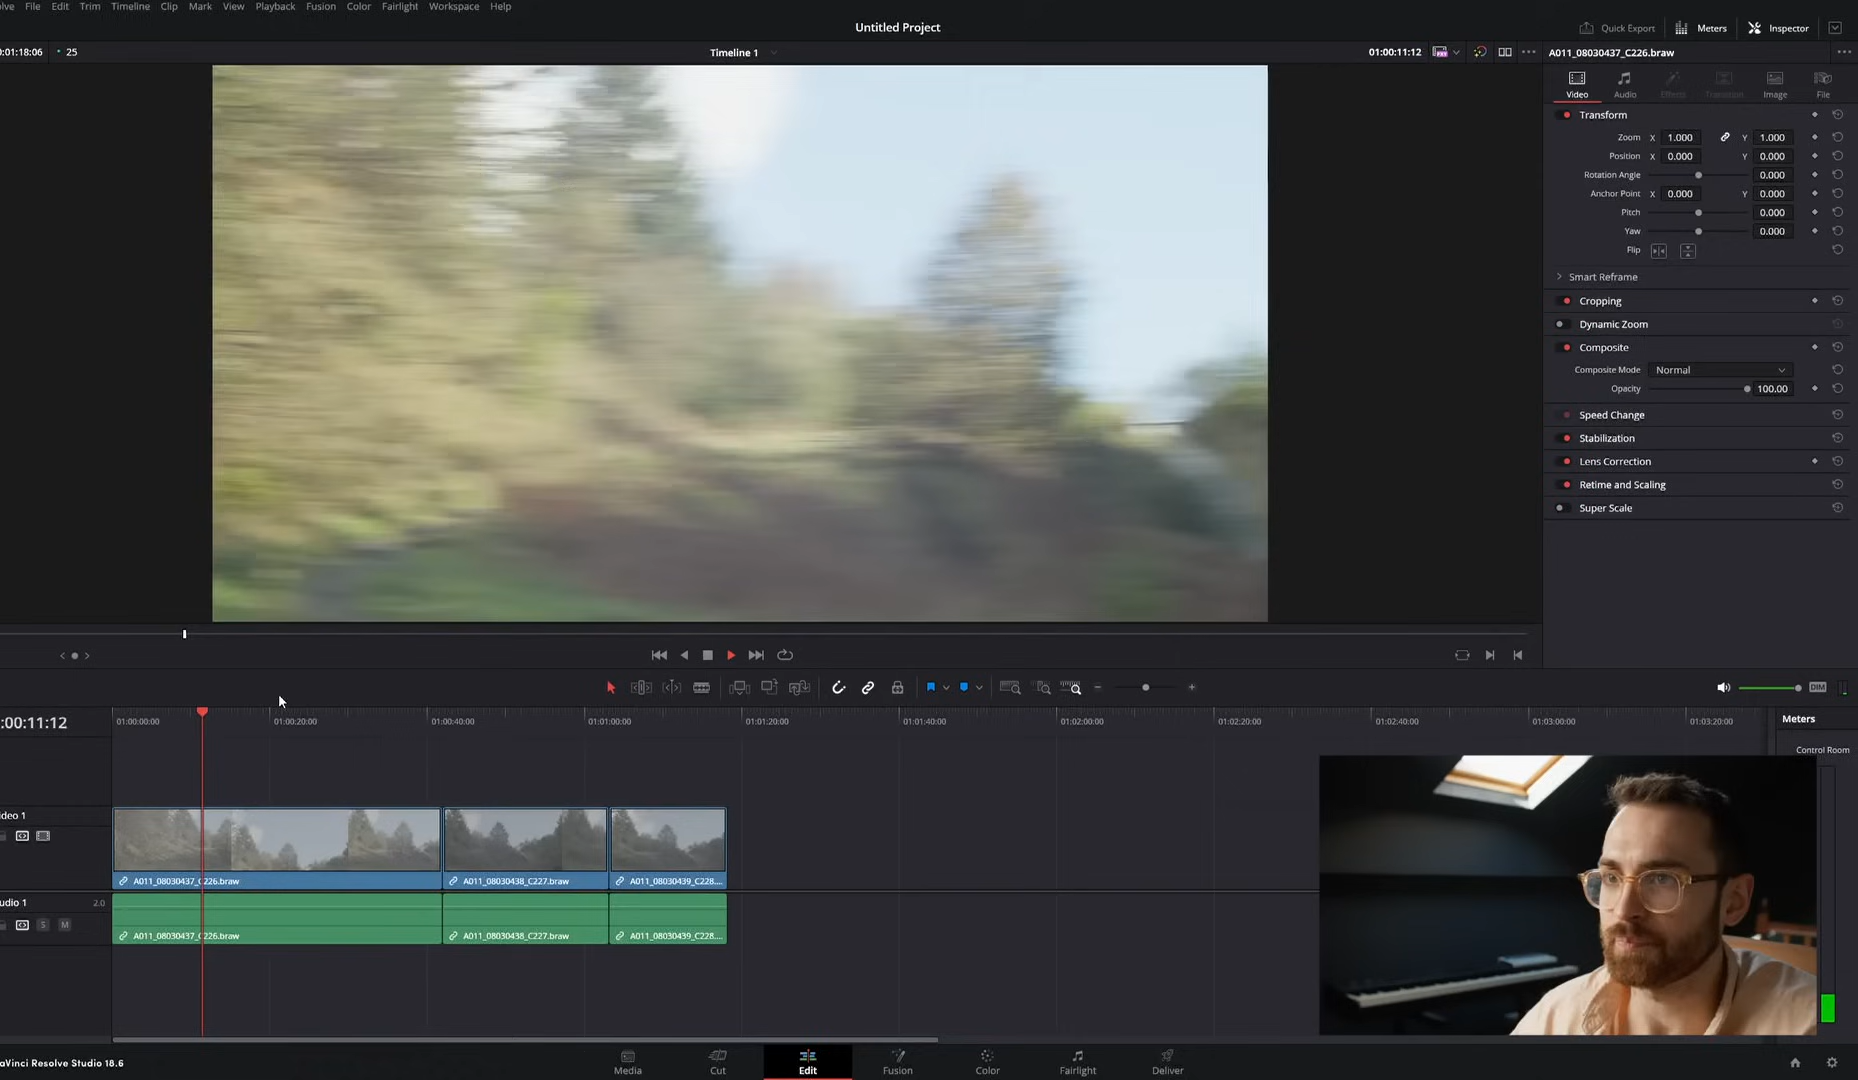 File Edit Trim Timeline Clip Mark View Playback Fusion Color Fairlight Workspace Help
Untitled Project
Quick Export Meters Inspector
25
Timeline 1
01:00:11:12
A011_08030437_C226.braw
Video Audio Effects Transition Image File
Transform
Zoom X 1.000 Y 1.000
Position X 0.000 Y 0.000
Rotation Angle 0.000
Anchor Point X 0.000 Y 0.000
Pitch 0.000
Yaw 0.000
Flip
Smart Reframe
Cropping
Dynamic Zoom
Composite
Composite Mode Normal
Opacity 100.00
Speed Change
Stabilization
Lens Correction
Retime and Scaling
Super Scale
DIM
:00:11:12
01:00:00:00 01:00:20:00 01:00:40:00 01:01:00:00 01:01:20:00 01:01:40:00 01:02:00:00 01:02:20:00 01:02:40:00 01:03:00:00 01:03:20:00
Meters
Control Room
ideo 1
A011_08030437_C226.braw A011_08030438_C227.braw A011_08030439_C228....
udio 1 2.0
S M
A011_08030437_C226.braw A011_08030438_C227.braw A011_08030439_C228....
aVinci Resolve Studio 18.6
Media Cut Edit Fusion Color Fairlight Deliver